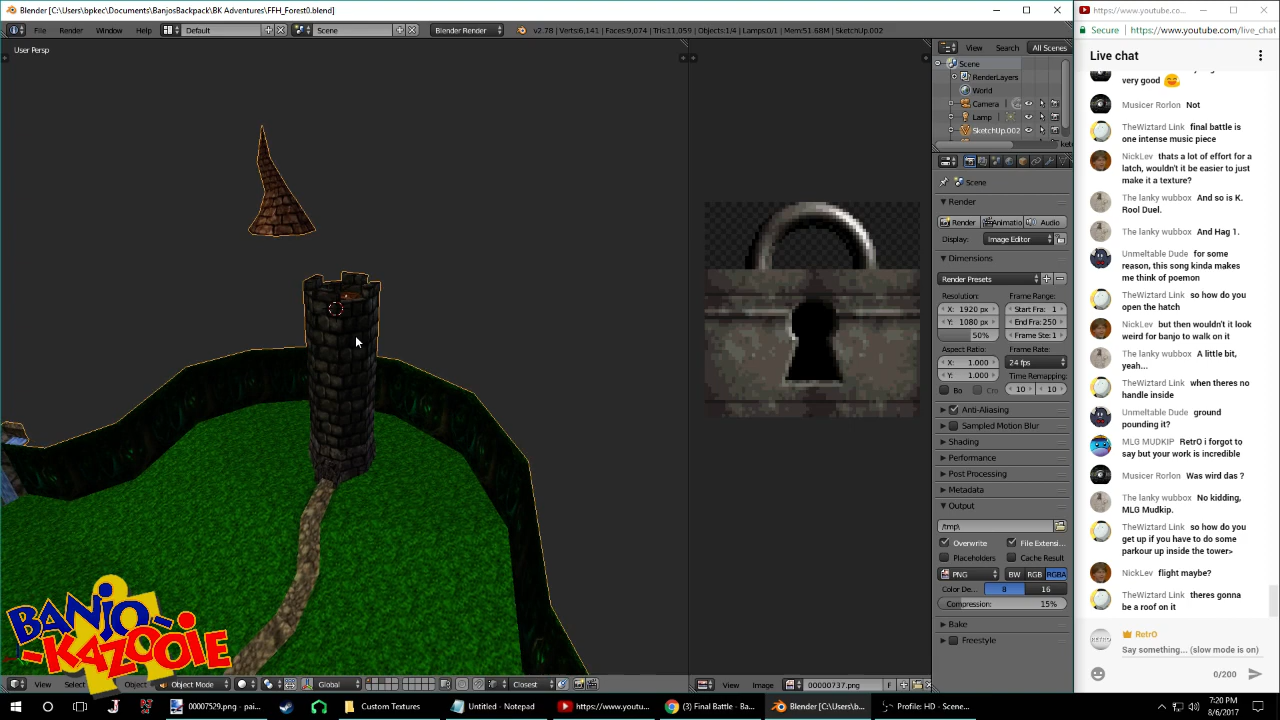 Blender [C:\Users\bpkec\Documents\BanjosBackpack\BK Adventures\FFH_Forest0.blend]
https://www.youtube.co...
File Render Window Help Default Scene Blender Render v2.78 | Verts:6,141 | Faces:9,074 | Tris:11,059 | Objects:1/4 | Lamps:0/1 | Mem:51.68M | SketchUp.002
Secure https://www.youtube.com/live_chat
User Persp
View Search All Scenes
Scene
RenderLayers
World
Camera
Lamp
SketchUp.002
Scene
Render
Render Animatio Audio
Display: Image Editor
Dimensions
Render Presets
Resolution: Frame Range:
X: 1920 px Start Fra: 1
Y: 1080 px End Fra: 250
50% Frame Ste: 1
Aspect Ratio: Frame Rate:
X: 1.000 24 fps
Y: 1.000 Time Remapping:
Bo Cro 10 10
Anti-Aliasing
Sampled Motion Blur
Shading
Performance
Post Processing
Metadata
Output
/tmp\
Overwrite File Extensi...
Placeholders Cache Result
PNG BW RGB RGBA
Color De... 8 16
Compression: 15%
Bake
Freestyle
Live chat
very good
Musicer Rorlon Not
TheWiztard Link final battle is
one intense music piece
NickLev thats a lot of effort for a
latch, wouldn't it be easier to just
make it a texture?
The lanky wubbox And so is K.
Rool Duel.
The lanky wubbox And Hag 1.
Unmeltable Dude for some
reason, this song kinda makes
me think of poemon
TheWiztard Link so how do you
open the hatch
NickLev but then wouldn't it look
weird for banjo to walk on it
The lanky wubbox A little bit,
yeah...
TheWiztard Link when theres no
handle inside
Unmeltable Dude ground
pounding it?
MLG MUDKIP RetrO i forgot to
say but your work is incredible
Musicer Rorlon Was wird das ?
The lanky wubbox No kidding,
MLG Mudkip.
TheWiztard Link so how do you
get up if you have to do some
parkour up inside the tower>
NickLev flight maybe?
TheWiztard Link theres gonna
be a roof on it
RetrO
Say something... (slow mode is on)
0/200
BANJO-
KAZOOIE
View Select Object Object Mode Global Closest View Image 00000737.png F
00007529.png - pai... Custom Textures Untitled - Notepad https://www.youtu... (3) Final Battle - Ba... Blender [C:\Users\b... Profile: HD - Scene...
7:20 PM
8/6/2017